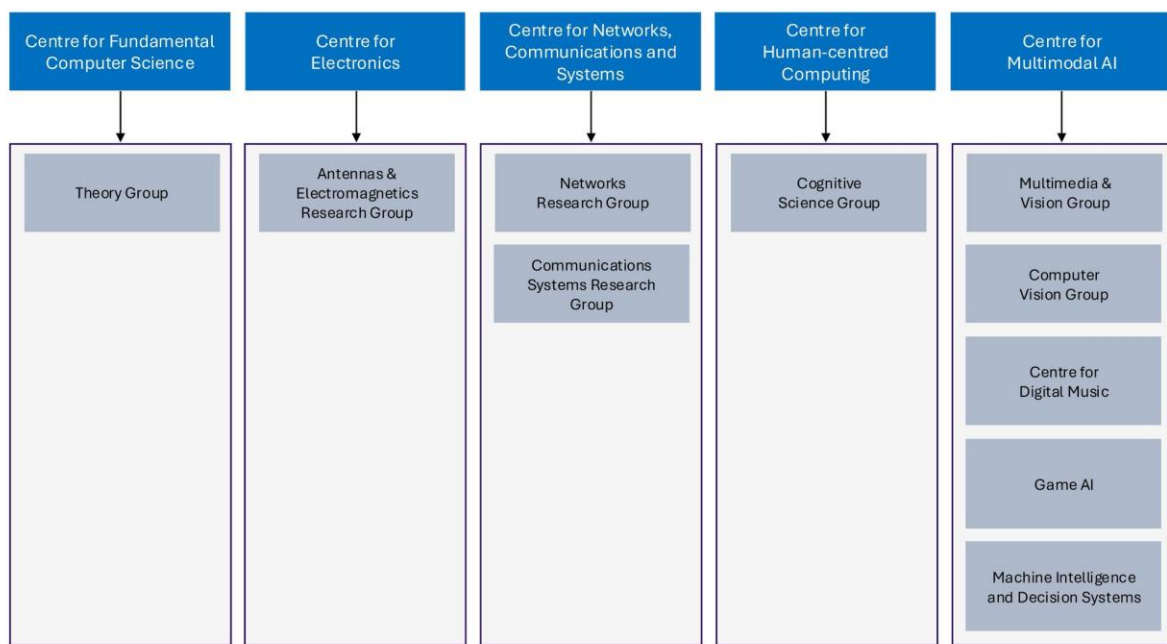 Centre for Fundamental
Computer Science
Centre for
Electronics
Centre for Networks,
Communications and
Systems
Centre for
Human-centred
Computing
Centre for
Multimodal AI
Theory Group
Antennas &
Electromagnetics
Research Group
Networks
Research Group
Communications
Systems Research
Group
Cognitive
Science Group
Multimedia &
Vision Group
Computer
Vision Group
Centre for
Digital Music
Game AI
Machine Intelligence
and Decision Systems